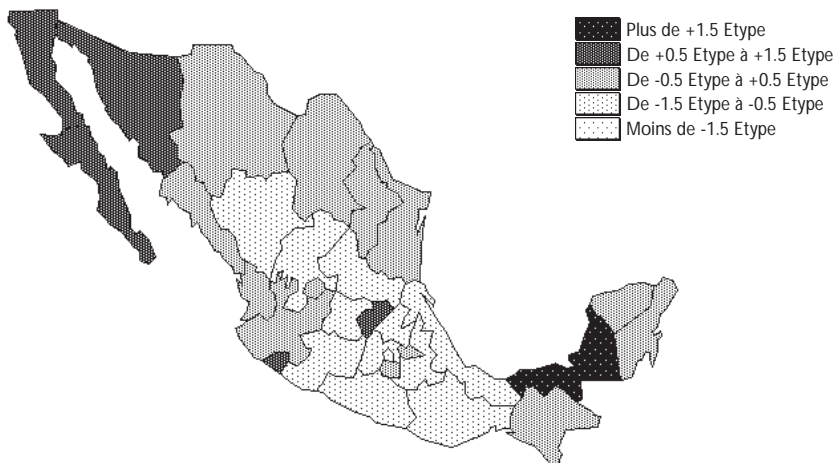 Plus de +1.5 Etype
De +0.5 Etype à +1.5 Etype
De -0.5 Etype à +0.5 Etype
De -1.5 Etype à -0.5 Etype
Moins de -1.5 Etype